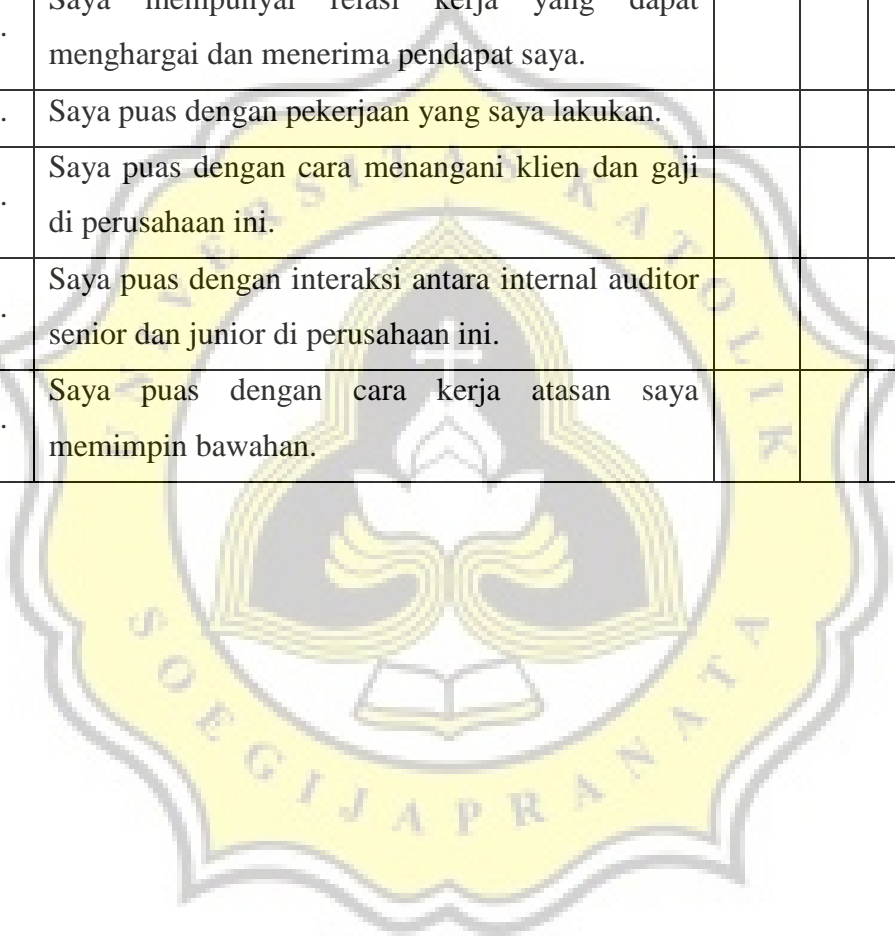 Saya mempunyai relasi kerja yang dapat
. menghargai dan menerima pendapat saya.
. Saya puas dengan pekerjaan yang saya lakukan.
Saya puas dengan cara menangani klien dan gaji
. di perusahaan ini.
Saya puas dengan interaksi antara internal auditor
. senior dan junior di perusahaan ini.
Saya puas dengan cara kerja atasan saya
. memimpin bawahan.
UNIVERSITAS KATOLIK
SOEGIJAPRANATA